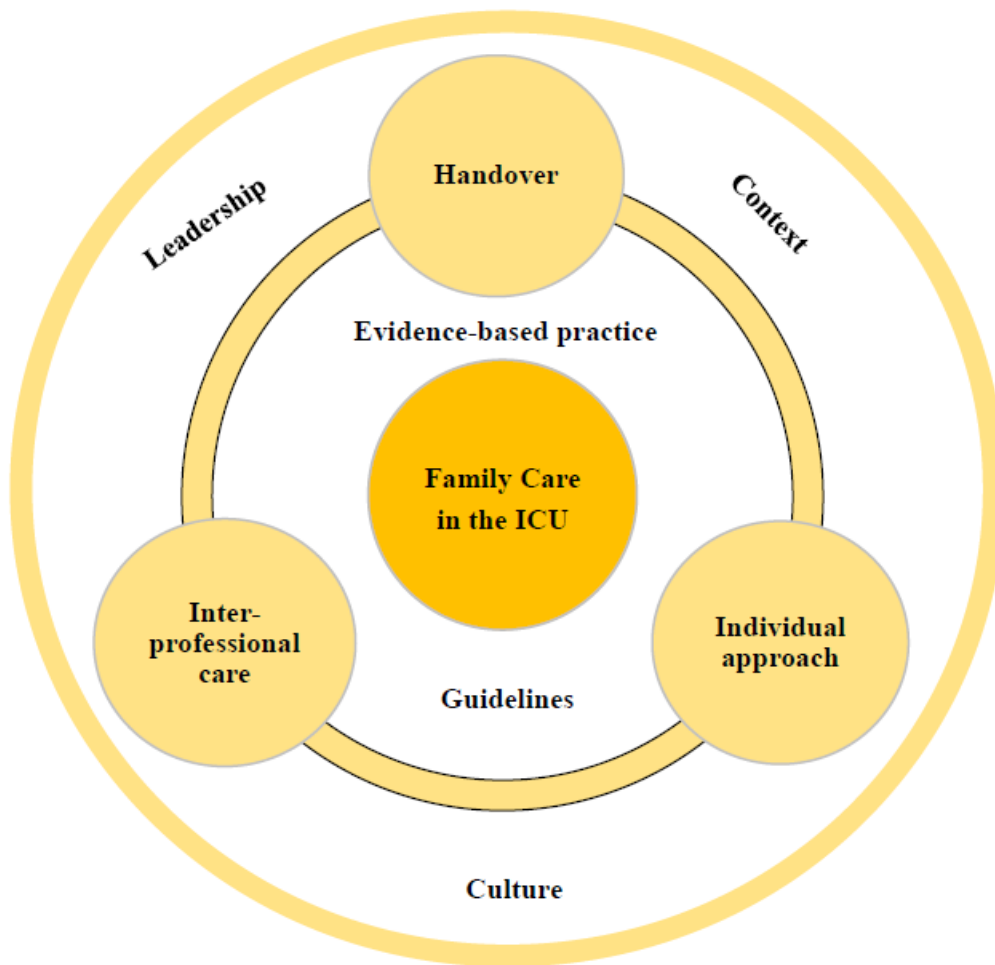 Handover
Leadership
Context
Evidence-based practice
Family Care
in the ICU
Inter-
professional
care
Individual
approach
Guidelines
Culture